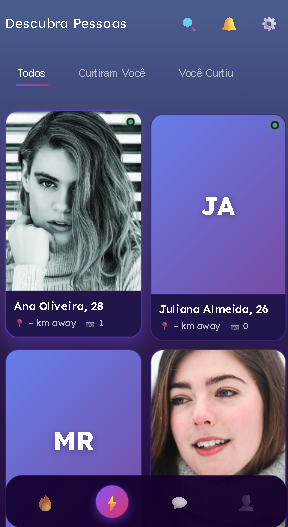 Descubra Pessoas
Todos
Curtiram Você
Você Curtiu
JA
Ana Oliveira, 28
– km away 1
Juliana Almeida, 26
– km away 0
MR